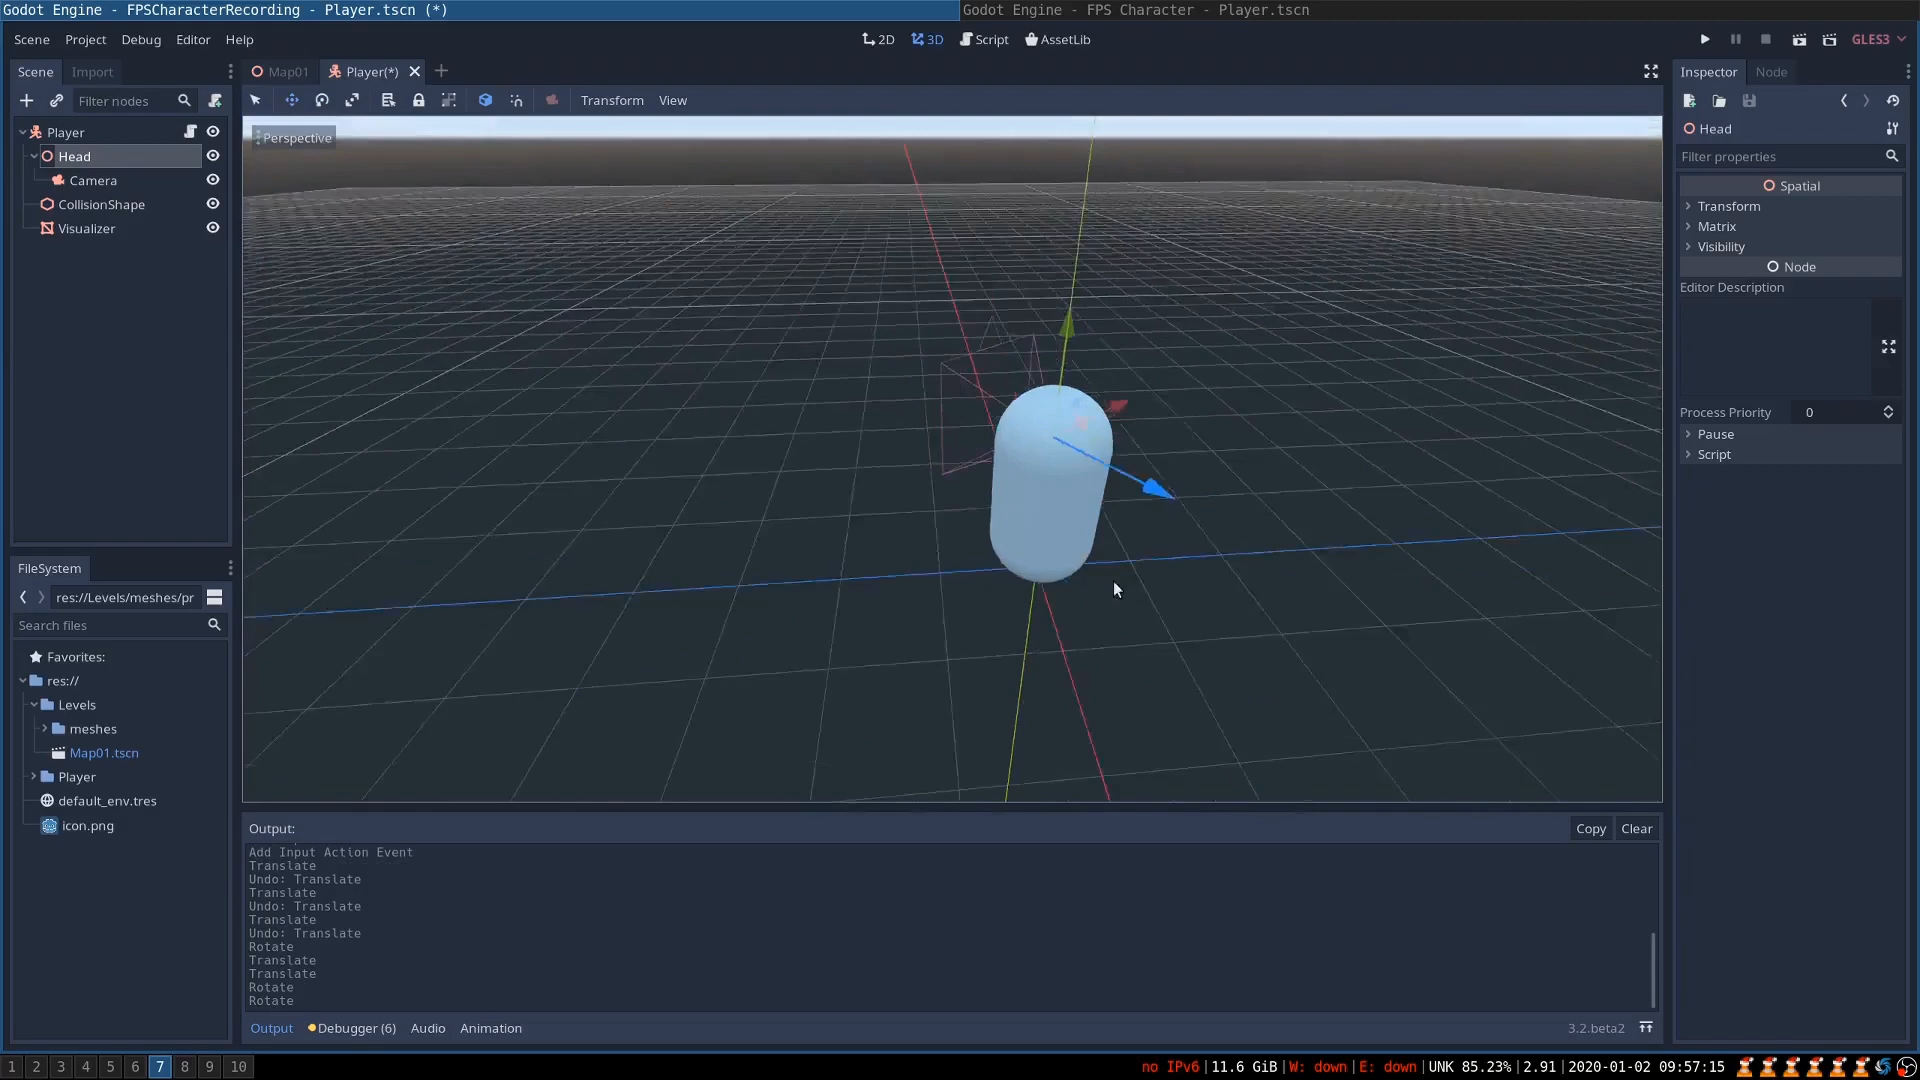 Godot Engine - FPSCharacterRecording - Player.tscn (*)
Godot Engine - FPS Character - Player.tscn
Scene Project Debug Editor Help
2D 3D Script AssetLib
GLES3
Scene Import
Map01 Player(*)
Inspector Node
Filter nodes
Transform View
Player
Head
Camera
CollisionShape
Visualizer
Perspective
Head
Filter properties
Spatial
Transform
Matrix
Visibility
Node
Editor Description
Process Priority 0
Pause
Script
FileSystem
res://Levels/meshes/pr
Search files
Favorites:
res://
Levels
meshes
Map01.tscn
Player
default_env.tres
icon.png
Output:
Copy Clear
Add Input Action Event
Translate
Undo: Translate
Translate
Undo: Translate
Translate
Undo: Translate
Rotate
Translate
Translate
Rotate
Rotate
Output Debugger (6) Audio Animation
3.2.beta2
1 2 3 4 5 6 7 8 9 10
no IPv6|11.6 GiB|W: down|E: down|UNK 85.23%|2.91|2020-01-02 09:57:15